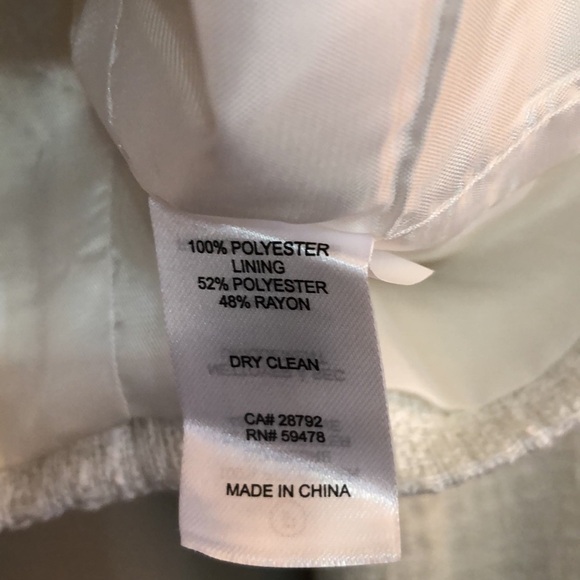 100% POLYESTER
LINING
52% POLYESTER
48% RAYON
DRY CLEAN
CA# 28792
RN# 59478
MADE IN CHINA